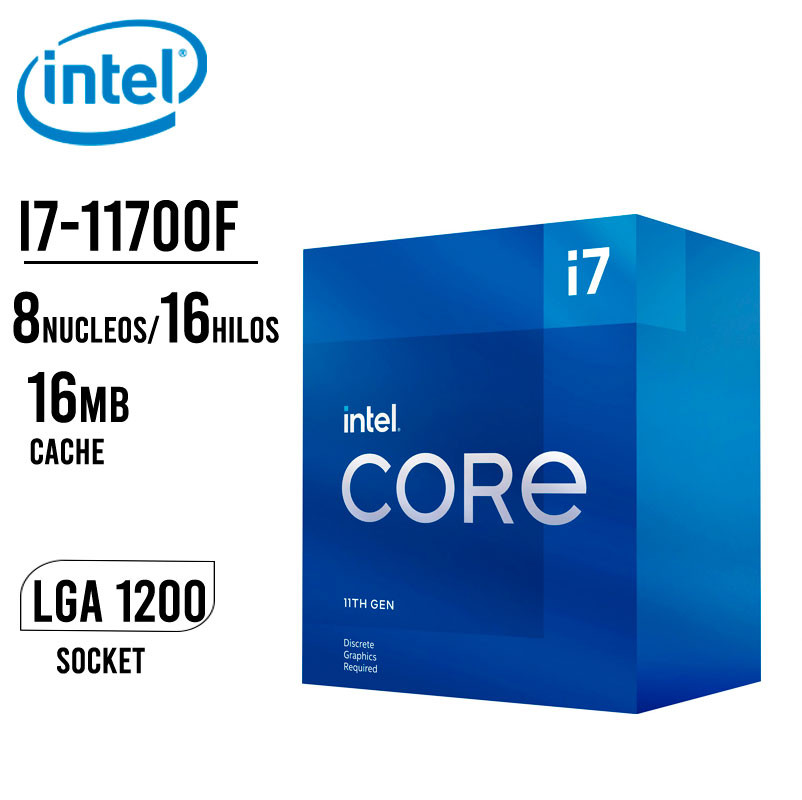 intel®
I7-11700F
8NUCLEOS/16HILOS
16MB
CACHE
LGA 1200
SOCKET
i7
intel.
CORE
11TH GEN
Discrete
Graphics
Required